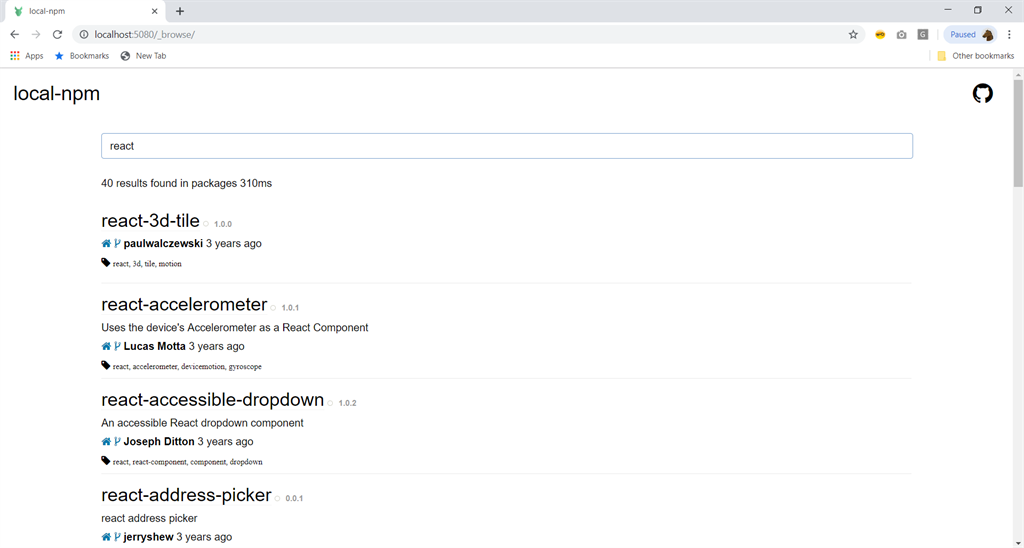 local-npm
localhost:5080/_browse/
Paused
Apps
Bookmarks
New Tab
Other bookmarks
local-npm
react
40 results found in packages 310ms
react-3d-tile 1.0.0
paulwalczewski 3 years ago
react, 3d, tile, motion
react-accelerometer 1.0.1
Uses the device's Accelerometer as a React Component
Lucas Motta 3 years ago
react, accelerometer, devicemotion, gyroscope
react-accessible-dropdown 1.0.2
An accessible React dropdown component
Joseph Ditton 3 years ago
react, react-component, component, dropdown
react-address-picker 0.0.1
react address picker
jerryshew 3 years ago